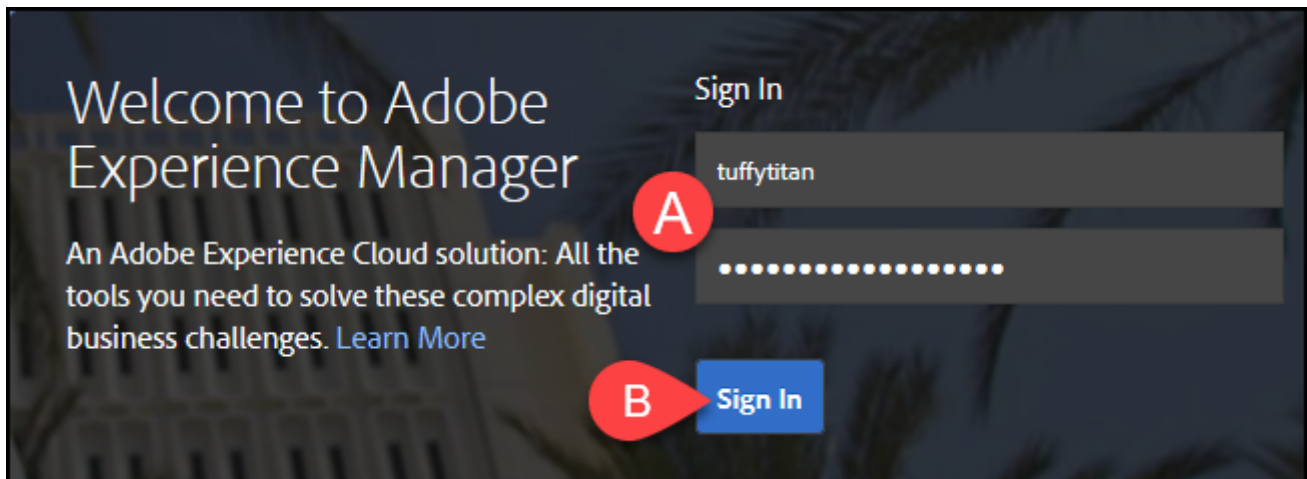 Welcome to Adobe
Experience Manager
An Adobe Experience Cloud solution: All the
tools you need to solve these complex digital
business challenges. Learn More
Sign In
tuffytitan
A
••••••••••••••••••
B
Sign In